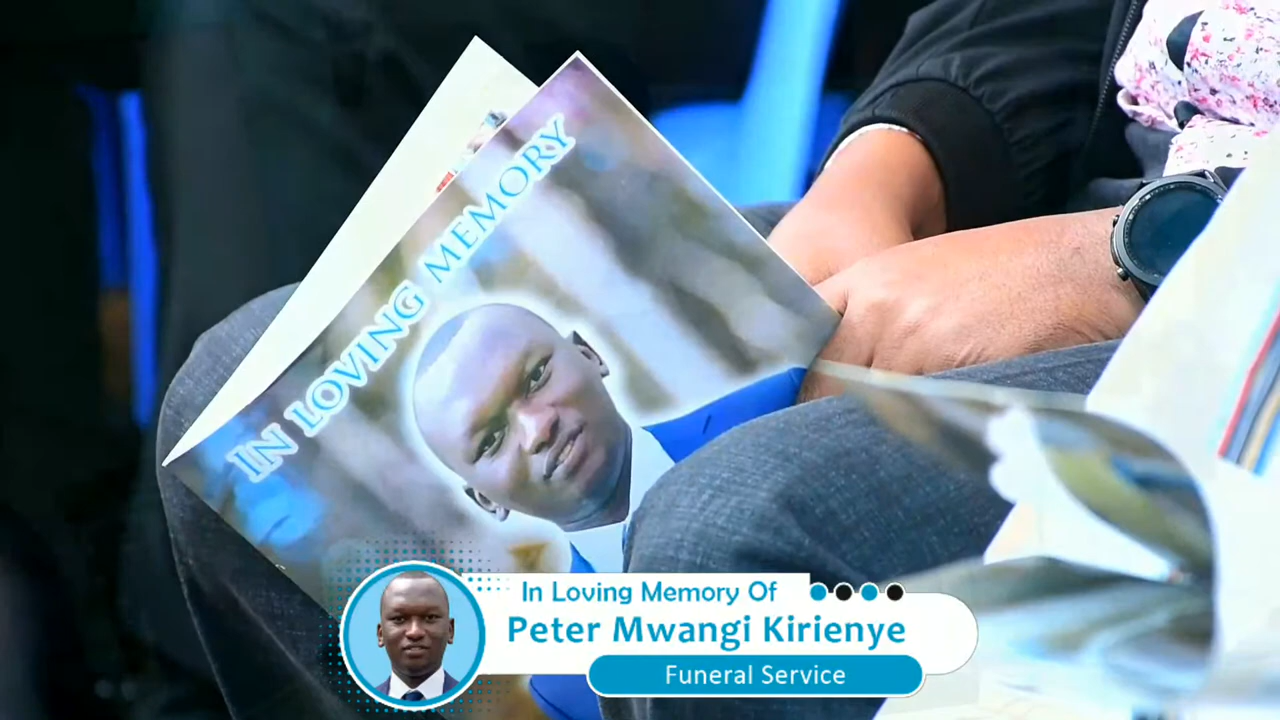 IN LOVING MEMORY
In Loving Memory Of
Peter Mwangi Kirienye
Funeral Service